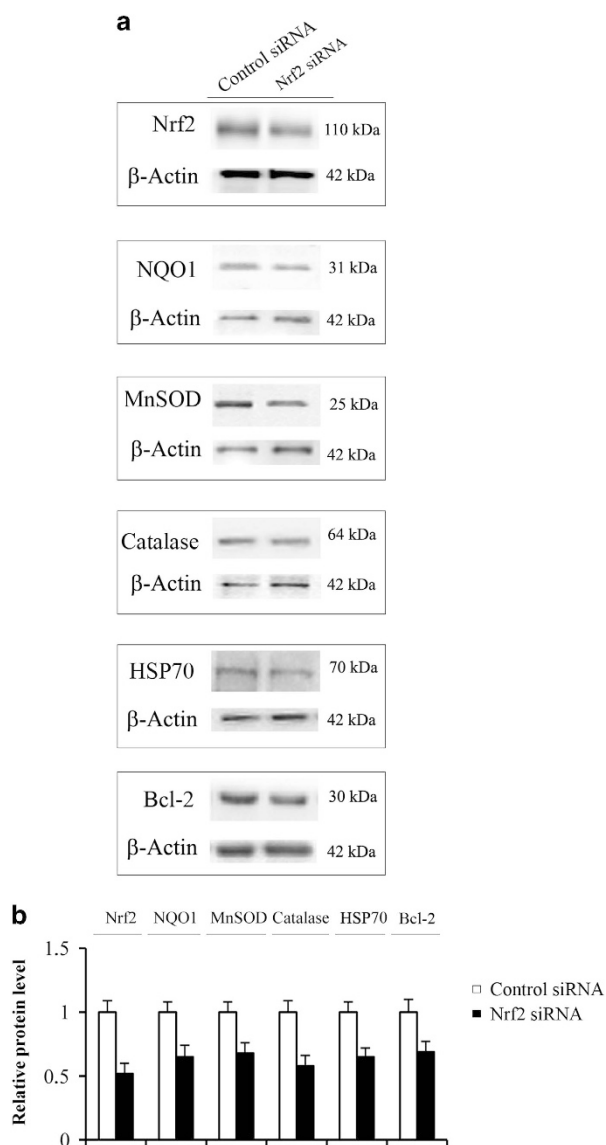 a
Control siRNA
Nrf2 siRNA
Nrf2 110 kDa
β-Actin 42 kDa
NQO1 31 kDa
β-Actin 42 kDa
MnSOD 25 kDa
β-Actin 42 kDa
Catalase 64 kDa
β-Actin 42 kDa
HSP70 70 kDa
β-Actin 42 kDa
Bcl-2 30 kDa
β-Actin 42 kDa
b
Nrf2 NQO1 MnSOD Catalase HSP70 Bcl-2
Relative protein level
1.5
1
0.5
0
Control siRNA
Nrf2 siRNA